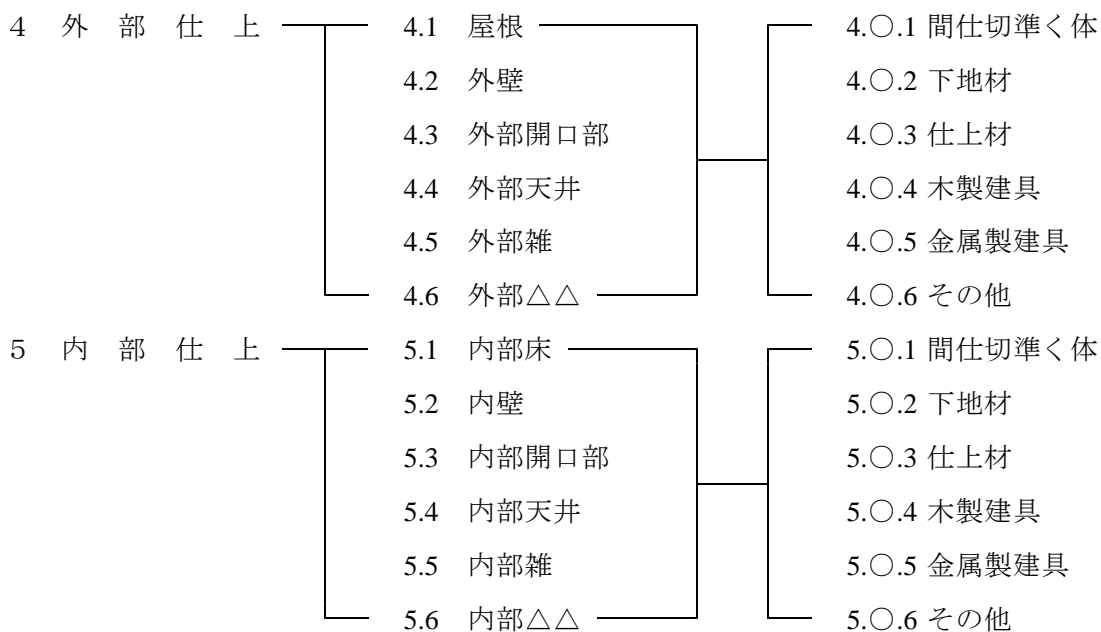 4 外 部 仕 上 4.1 屋根 4.○.1 間仕切準く体
4.2 外壁 4.○.2 下地材
4.3 外部開口部 4.○.3 仕上材
4.4 外部天井 4.○.4 木製建具
4.5 外部雑 4.○.5 金属製建具
4.6 外部△△ 4.○.6 その他
5 内 部 仕 上 5.1 内部床 5.○.1 間仕切準く体
5.2 内壁 5.○.2 下地材
5.3 内部開口部 5.○.3 仕上材
5.4 内部天井 5.○.4 木製建具
5.5 内部雑 5.○.5 金属製建具
5.6 内部△△ 5.○.6 その他